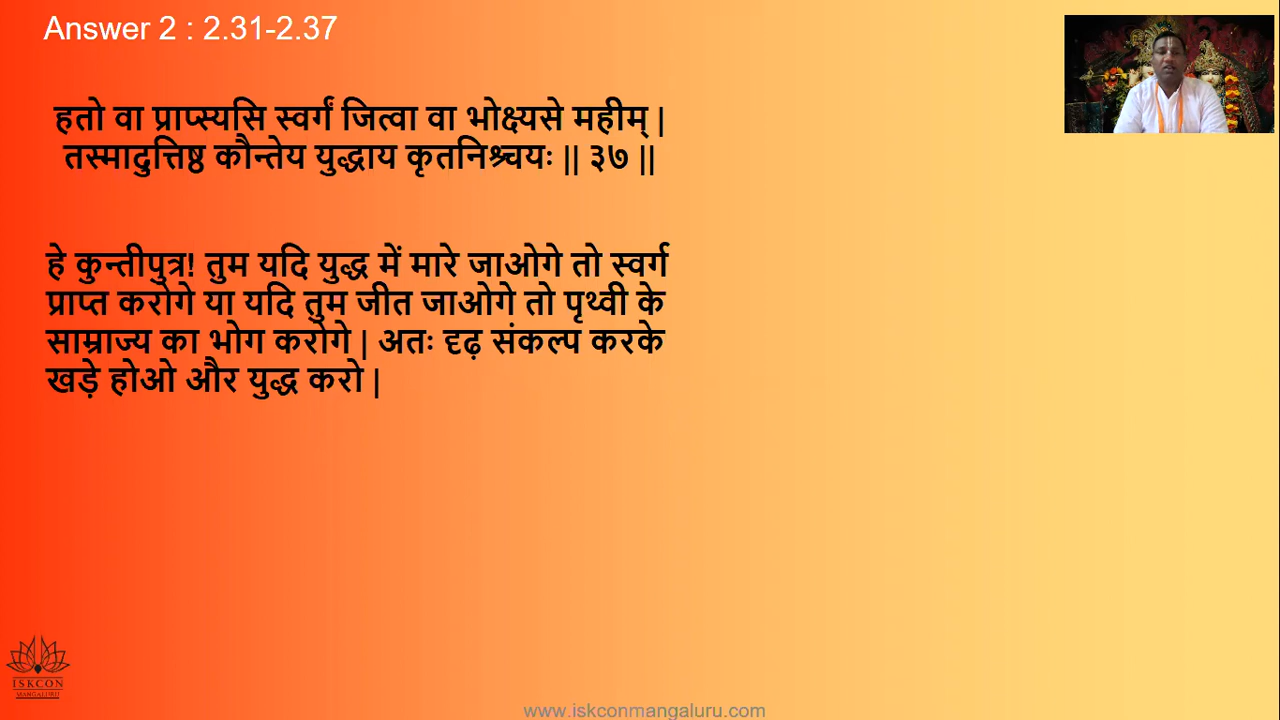 Answer 2 : 2.31-2.37
हतो वा प्राप्स्यसि स्वर्गं जित्वा वा भोक्ष्यसे महीम् |
तस्मादुत्तिष्ठ कौन्तेय युद्धाय कृतनिश्र्चयः || ३७ ||
हे कुन्तीपुत्र! तुम यदि युद्ध में मारे जाओगे तो स्वर्ग
प्राप्त करोगे या यदि तुम जीत जाओगे तो पृथ्वी के
साम्राज्य का भोग करोगे | अतः दृढ़ संकल्प करके
खड़े होओ और युद्ध करो |
ISKCON
MANGALURU
www.iskconmangaluru.com